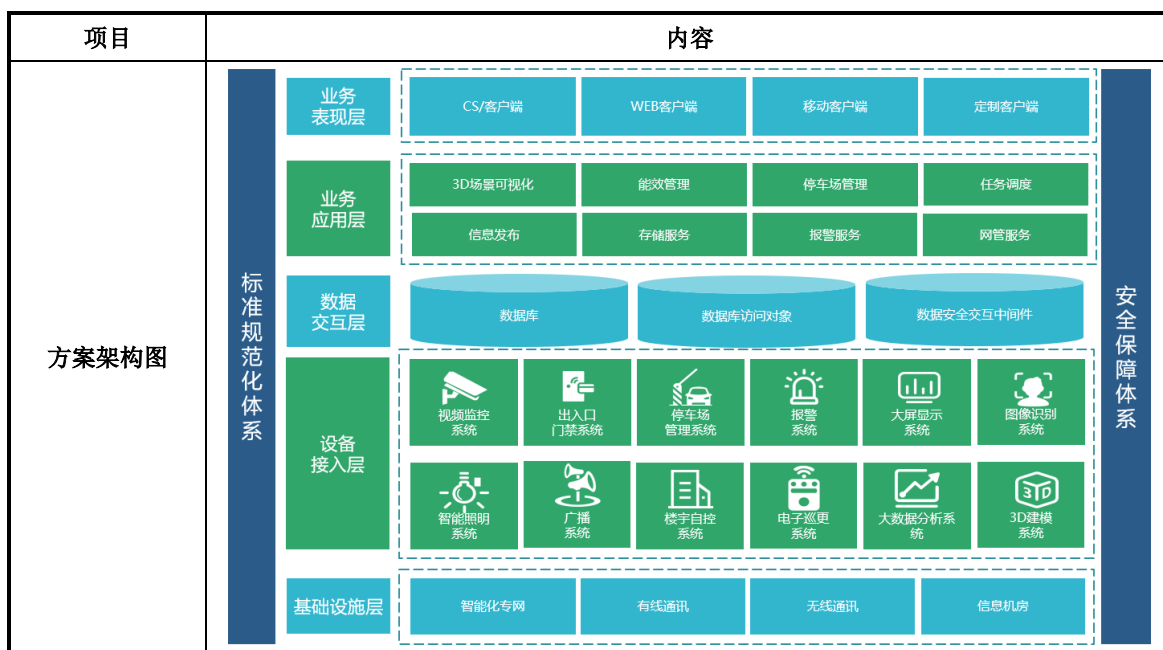 项目
内容
方案架构图
标准规范化体系
业务
表现层
CS/客户端
WEB客户端
移动客户端
定制客户端
业务
应用层
3D场景可视化
能效管理
停车场管理
任务调度
信息发布
存储服务
报警服务
网管服务
数据
交互层
数据库
数据库访问对象
数据安全交互中间件
设备
接入层
视频监控
系统
出入口
门禁系统
停车场
管理系统
报警
系统
大屏显示
系统
图像识别
系统
智能照明
系统
广播
系统
楼宇自控
系统
电子巡更
系统
大数据分析系
统
3D
3D建模
系统
基础设施层
智能化专网
有线通讯
无线通讯
信息机房
安全保障体系